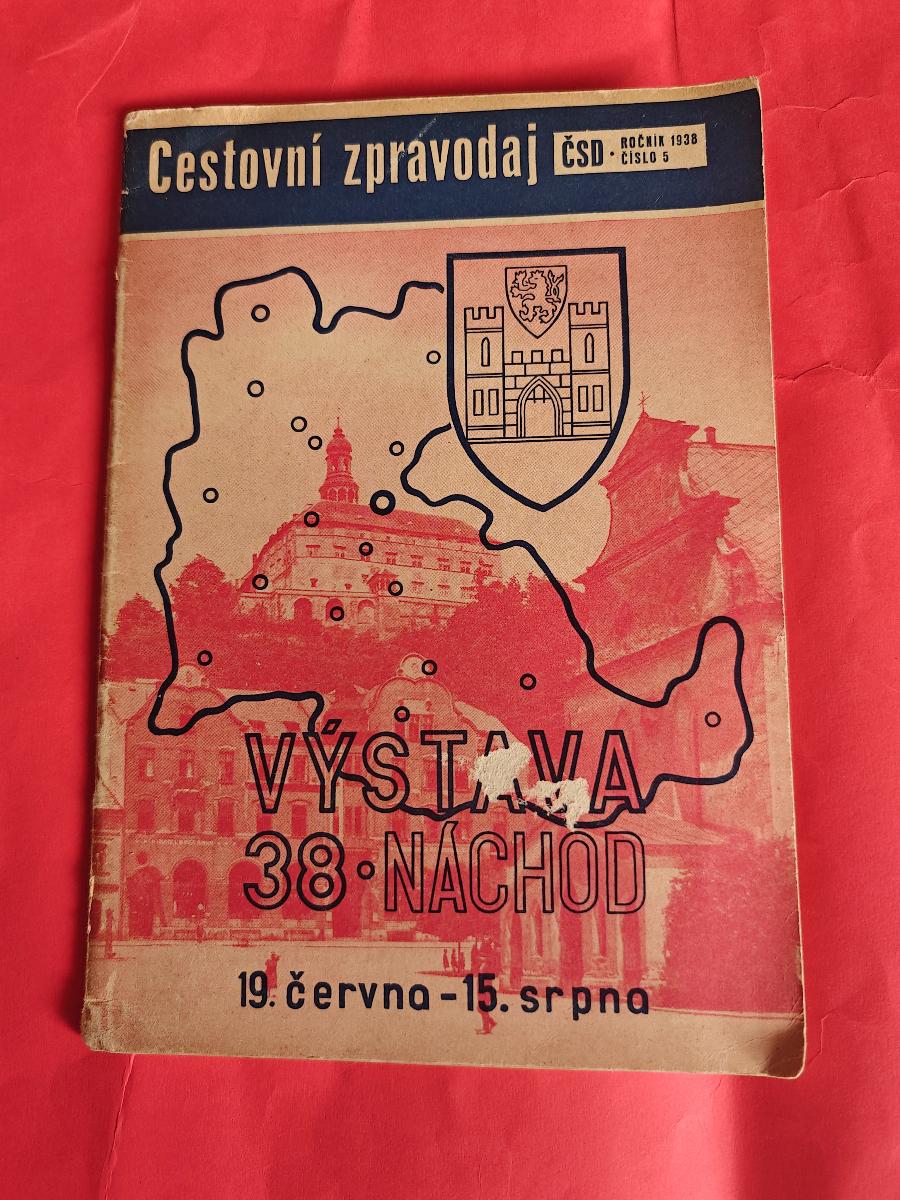 Cestovní zpravodaj ČSD · ROČNÍK 1938
ČÍSLO 5
VÝSTAVA
38 · NÁCHOD
19. června - 15. srpna